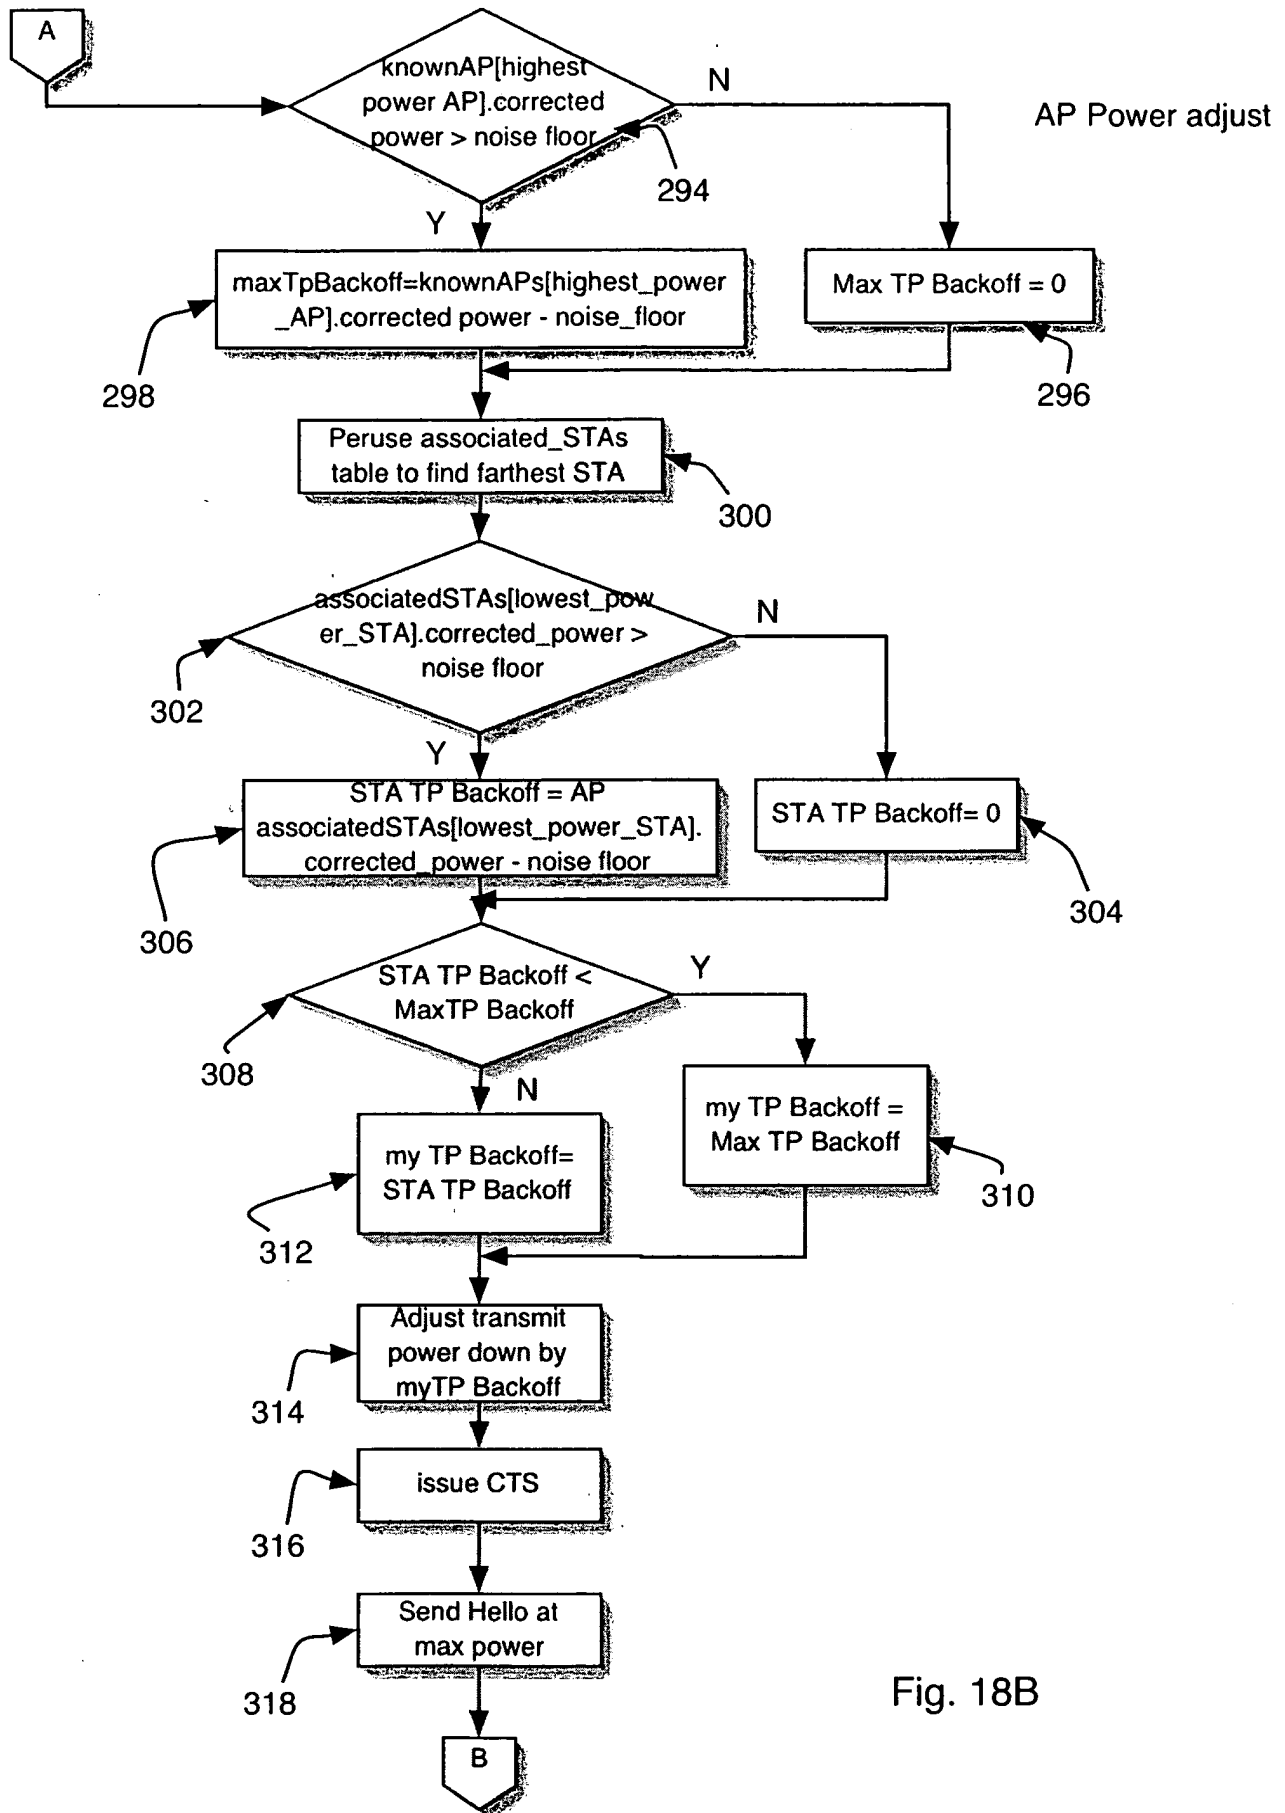 A
knownAP[highest
power AP].corrected
power > noise floor
N
AP Power adjust
294
Y
maxTpBackoff=knownAPs[highest_power
_AP].corrected power - noise_floor
Max TP Backoff = 0
298
296
Peruse associated_STAs
table to find farthest STA
300
associatedSTAs[lowest_pow
er_STA].corrected_power >
noise floor
N
302
Y
STA TP Backoff = AP
associatedSTAs[lowest_power_STA].
corrected_power - noise floor
STA TP Backoff= 0
306
304
STA TP Backoff <
MaxTP Backoff
Y
308
N
my TP Backoff =
Max TP Backoff
my TP Backoff=
STA TP Backoff
310
312
Adjust transmit
power down by
myTP Backoff
314
issue CTS
316
Send Hello at
max power
318
Fig. 18B
B